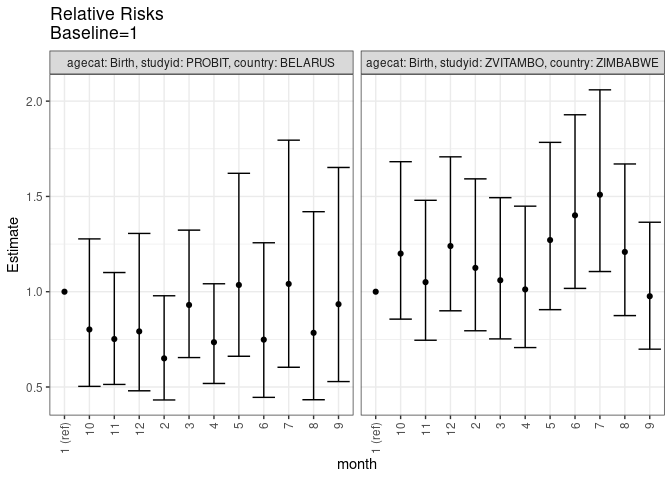 Relative Risks
Baseline=1
agecat: Birth, studyid: PROBIT, country: BELARUS
agecat: Birth, studyid: ZVITAMBO, country: ZIMBABWE
Estimate
2.0
1.5
1.0
0.5
1 (ref) 10 11 12 2 3 4 5 6 7 8 9
1 (ref) 10 11 12 2 3 4 5 6 7 8 9
month